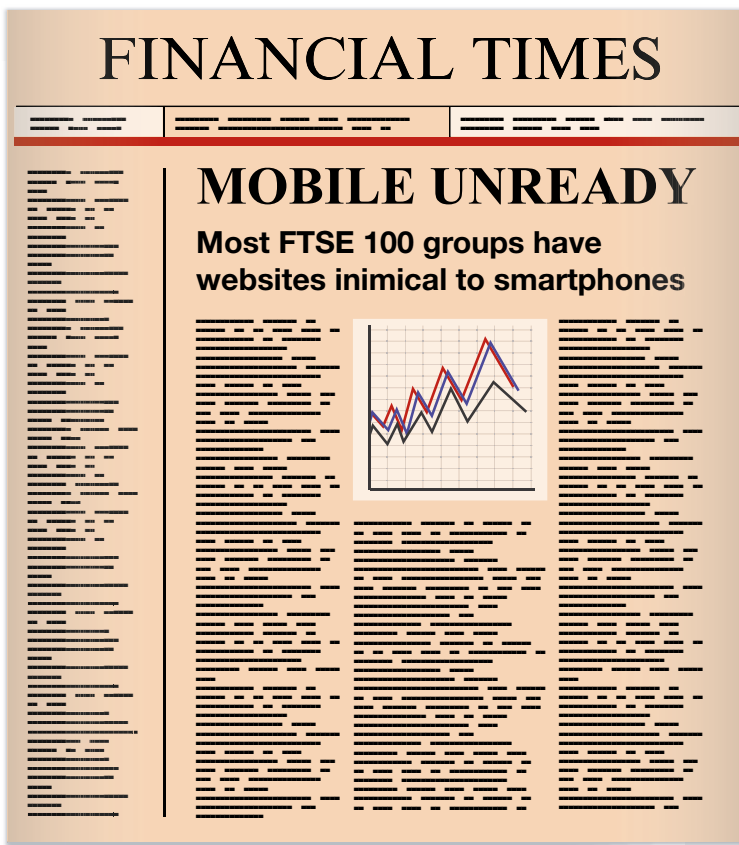 FINANCIAL TIMES
MOBILE UNREADY
Most FTSE 100 groups have
websites inimical to smartphones